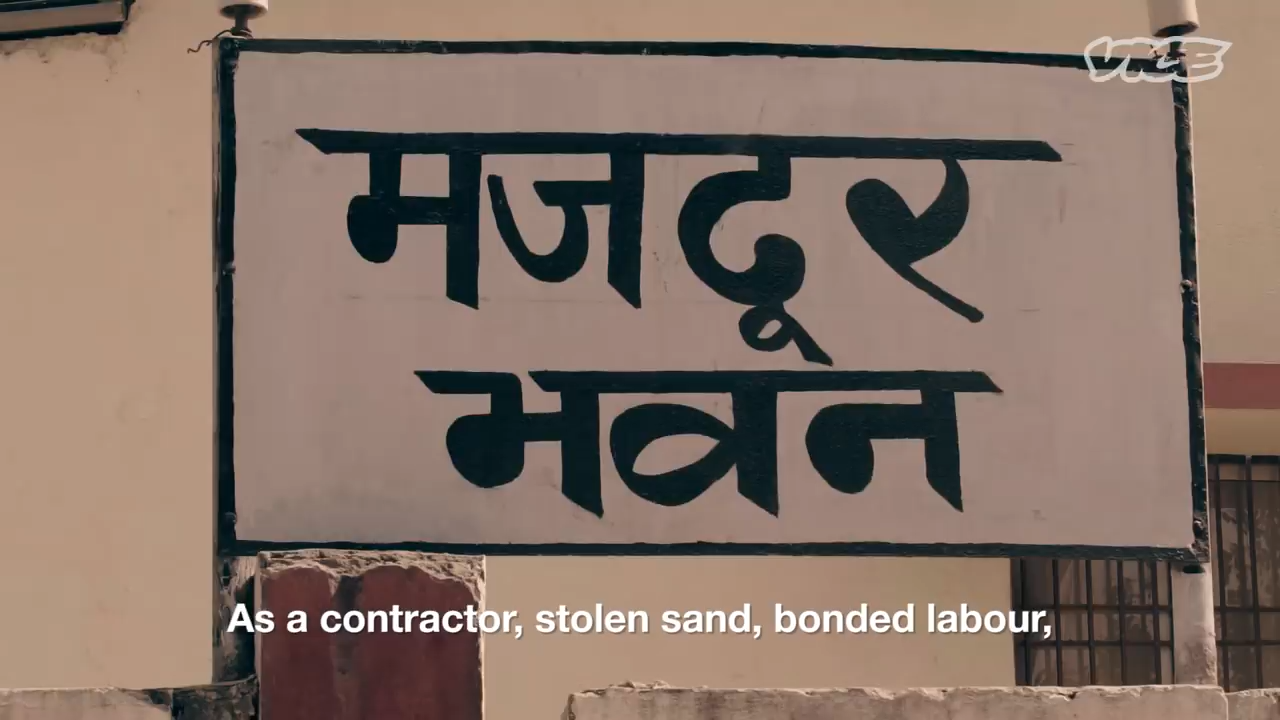 VICE
मजदूर
भवन
As a contractor, stolen sand, bonded labour,